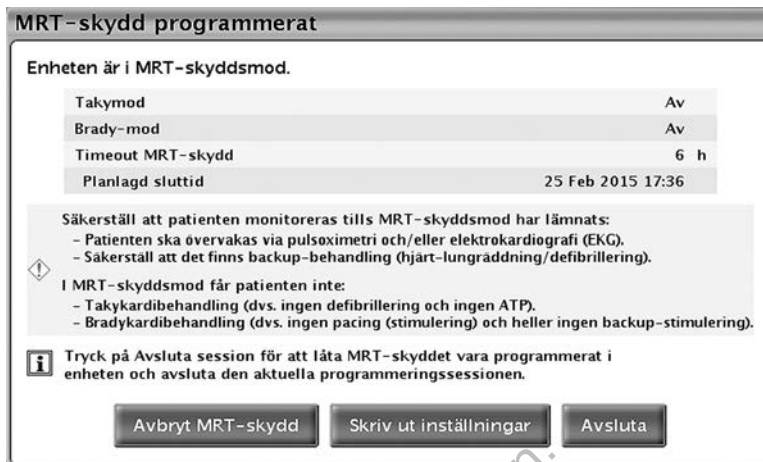 MRT-skydd programmerat
Enheten är i MRT-skyddsmod.
Takymod Av
Brady-mod Av
Timeout MRT-skydd 6 h
Planlagd sluttid 25 Feb 2015 17:36
Säkerställ att patienten monitoreras tills MRT-skyddsmod har lämnats:
- Patienten ska övervakas via pulsoximetri och/eller elektrokardiografi (EKG).
- Säkerställ att det finns backup-behandling (hjärt-lungräddning/defibrillering).
I MRT-skyddsmod får patienten inte:
- Takykardibehandling (dvs. ingen defibrillering och ingen ATP).
- Bradykardibehandling (dvs. ingen pacing (stimulering) och heller ingen backup-stimulering).
i Tryck på Avsluta session för att låta MRT-skyddet vara programmerat i
enheten och avsluta den aktuella programmeringssessionen.
Avbryt MRT-skydd Skriv ut inställningar Avsluta